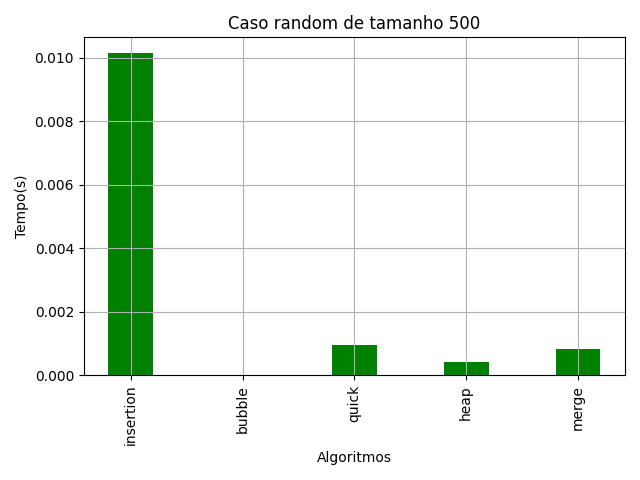 Caso random de tamanho 500
0.010
0.008
0.006
0.004
0.002
0.000
Tempo(s)
insertion
bubble
quick
heap
merge
Algoritmos